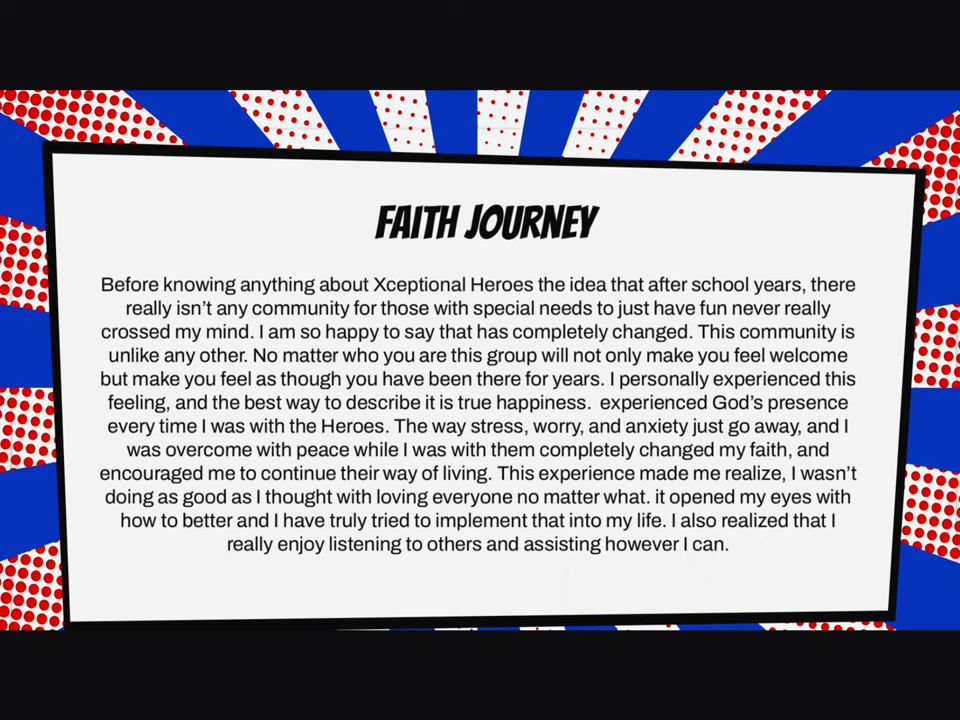 FAITH JOURNEY
Before knowing anything about Xceptional Heroes the idea that after school years, there
really isn't any community for those with special needs to just have fun never really
crossed my mind. I am so happy to say that has completely changed. This community is
unlike any other. No matter who you are this group will not only make you feel welcome
but make you feel as though you have been there for years. I personally experienced this
feeling, and the best way to describe it is true happiness.  experienced God's presence
every time I was with the Heroes. The way stress, worry, and anxiety just go away, and I
was overcome with peace while I was with them completely changed my faith, and
encouraged me to continue their way of living. This experience made me realize, I wasn't
doing as good as I thought with loving everyone no matter what. it opened my eyes with
how to better and I have truly tried to implement that into my life. I also realized that I
really enjoy listening to others and assisting however I can.